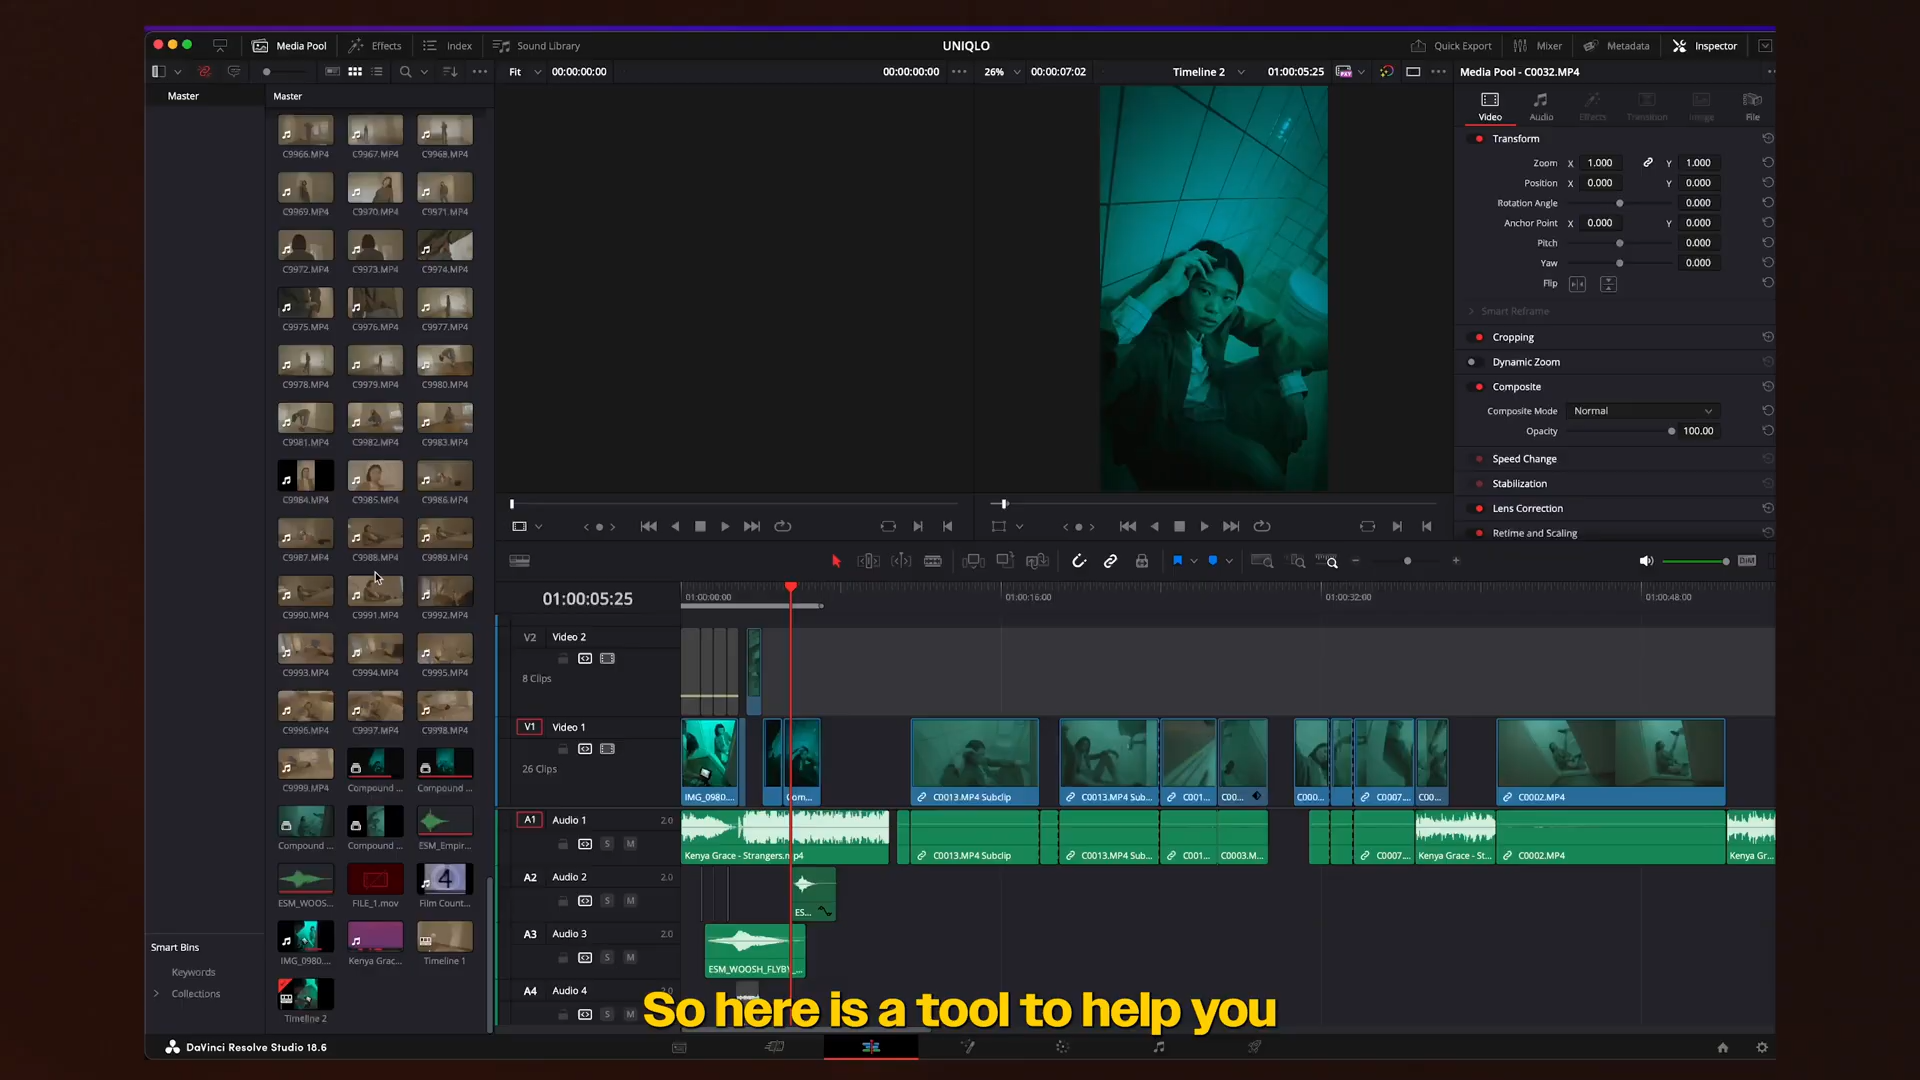 Media Pool
Effects
Index
Sound Library
UNIQLO
Quick Export
Mixer
Metadata
Inspector
Fit
00:00:00:00
00:00:00:00
26%
00:00:07:02
Timeline 2
01:00:05:25
Media Pool - C0032.MP4
Master
Master
C9966.MP4 C9967.MP4 C9968.MP4
C9969.MP4 C9970.MP4 C9971.MP4
C9972.MP4 C9973.MP4 C9974.MP4
C9975.MP4 C9976.MP4 C9977.MP4
C9978.MP4 C9979.MP4 C9980.MP4
C9981.MP4 C9982.MP4 C9983.MP4
C9984.MP4 C9985.MP4 C9986.MP4
C9987.MP4 C9988.MP4 C9989.MP4
C9990.MP4 C9991.MP4 C9992.MP4
C9993.MP4 C9994.MP4 C9995.MP4
C9996.MP4 C9997.MP4 C9998.MP4
C9999.MP4 Compound ... Compound ...
Compound ... Compound ... ESM_Empir...
ESM_WOOS... FILE_1.mov Film Count...
IMG_0980.... Kenya Grac... Timeline 1
Timeline 2
Smart Bins
Keywords
Collections
Video
Audio
Effects
Transition
Image
File
Transform
Zoom X 1.000 Y 1.000
Position X 0.000 Y 0.000
Rotation Angle 0.000
Anchor Point X 0.000 Y 0.000
Pitch 0.000
Yaw 0.000
Flip
Smart Reframe
Cropping
Dynamic Zoom
Composite
Composite Mode Normal
Opacity 100.00
Speed Change
Stabilization
Lens Correction
Retime and Scaling
DIM
01:00:05:25
01:00:00:00
01:00:16:00
01:00:32:00
01:00:48:00
V2 Video 2
8 Clips
V1 Video 1
26 Clips
IMG_0980....
Com...
C0013.MP4 Subclip
C0013.MP4 Sub...
C001...
C00...
C000...
C0007....
C00...
C0002.MP4
A1 Audio 1 2.0
S M
Kenya Grace - Strangers.mp4
C0013.MP4 Subclip
C0013.MP4 Sub...
C001...
C0003.M...
C0007....
Kenya Grace - St...
C0002.MP4
Kenya Gr...
A2 Audio 2 2.0
S M
ES...
A3 Audio 3 2.0
S M
ESM_WOOSH_FLYBY_...
A4 Audio 4
S M
So here is a tool to help you
DaVinci Resolve Studio 18.6